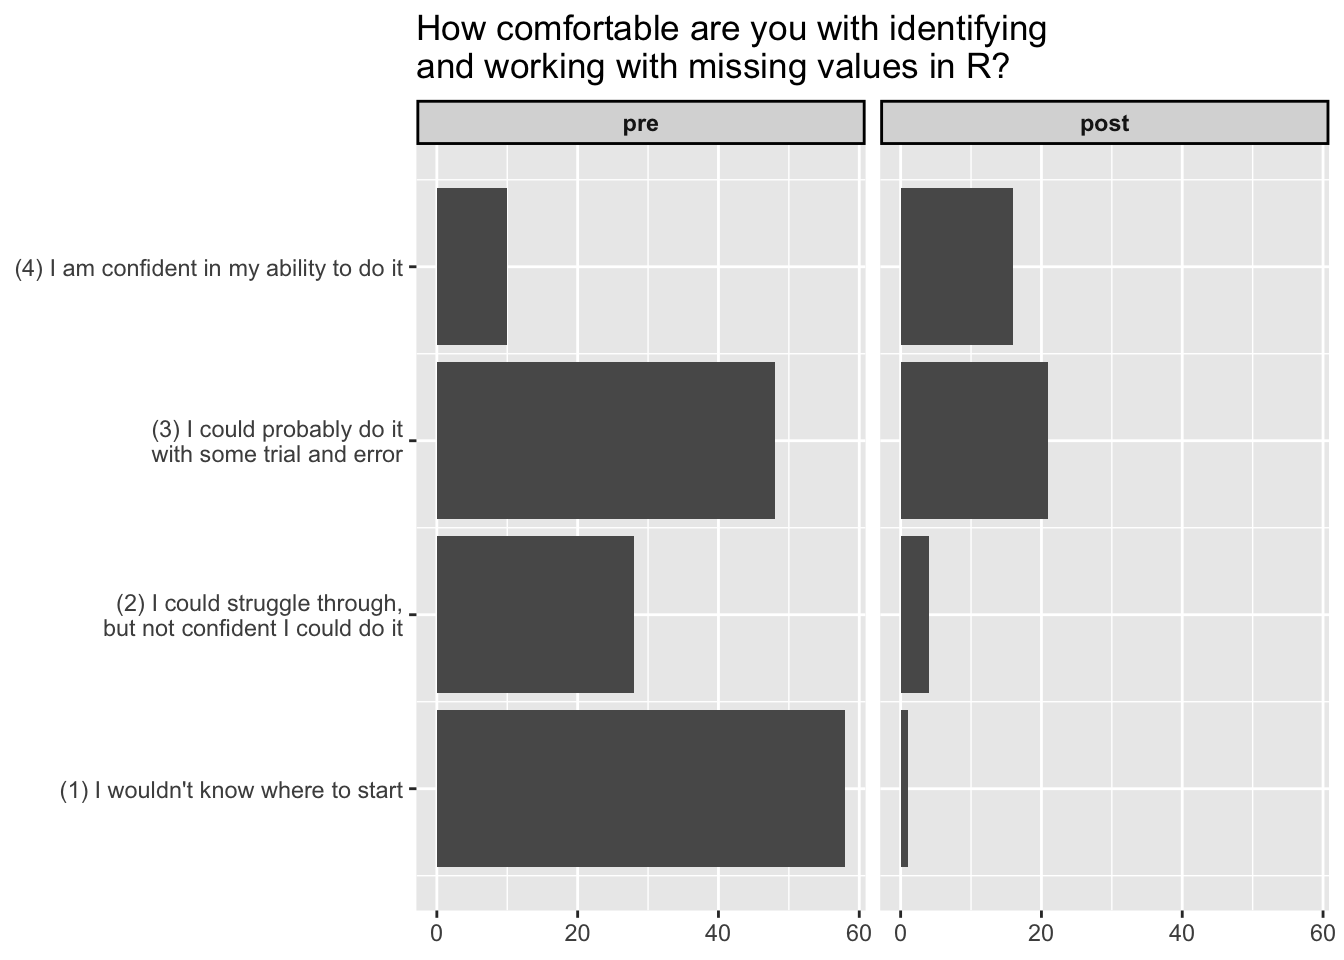 How comfortable are you with identifying
and working with missing values in R?
pre
post
(4) I am confident in my ability to do it
(3) I could probably do it
with some trial and error
(2) I could struggle through,
but not confident I could do it
(1) I wouldn't know where to start
0 20 40 60 0 20 40 60